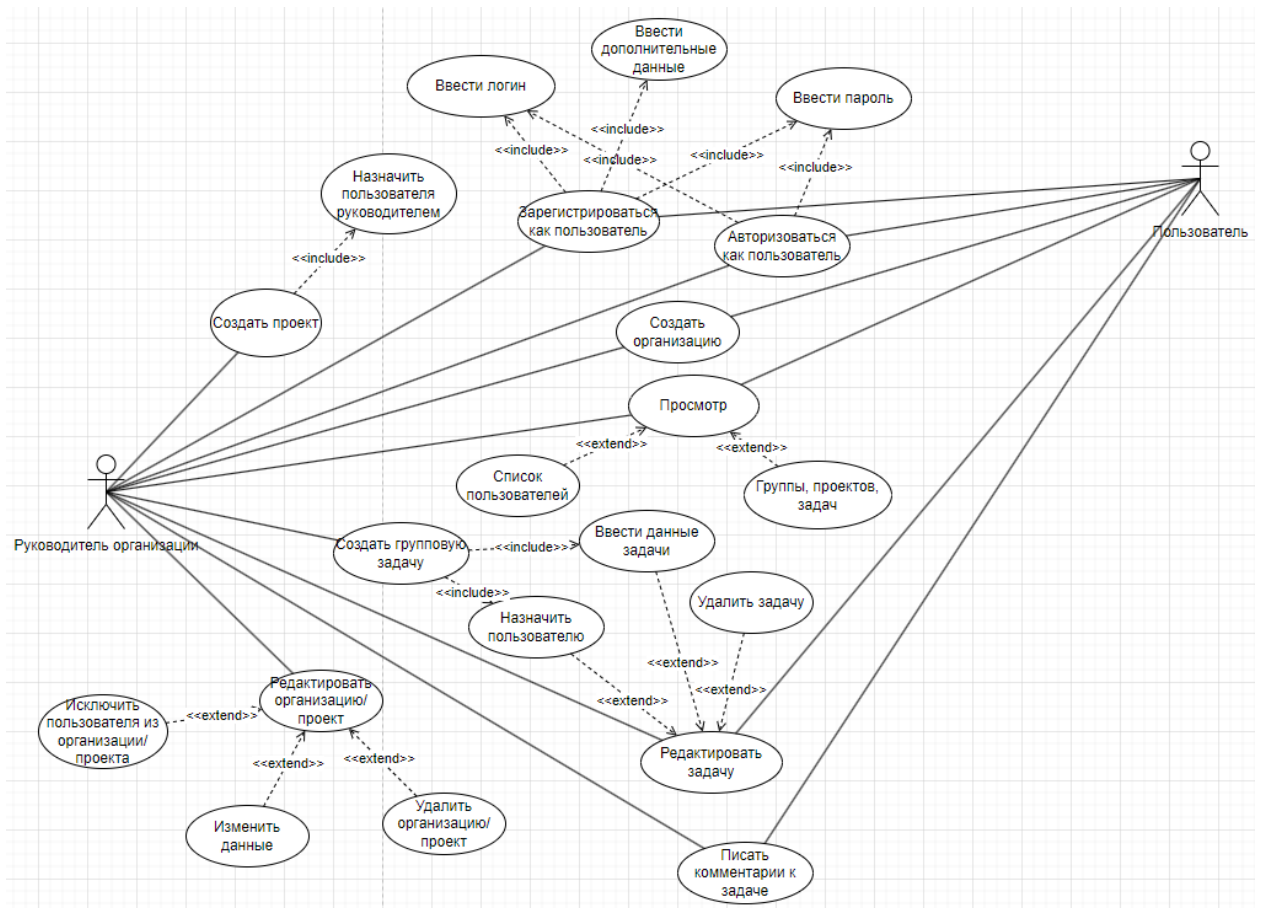 Ввести
дополнительные
данные
Ввести логин
Ввести пароль
<<include>>
<<include>>
<<include>>
<<include>>
<<include>>
Назначить
пользователя
руководителем
Зарегистрироваться
как пользователь
Авторизоваться
как пользователь
Пользователь
<<include>>
Создать проект
Создать
организацию
Просмотр
<<extend>>
<<extend>>
Список
пользователей
Группы, проектов,
задач
Руководитель организации
Создать групповую
задачу
<<include>>
Ввести данные
задачи
<<include>>
Назначить
пользователю
Удалить задачу
<<extend>>
<<extend>>
<<extend>>
Редактировать
организацию/
проект
Исключить
пользователя из
организации/
проекта
<<extend>>
<<extend>>
<<extend>>
Редактировать
задачу
Изменить
данные
Удалить
организацию/
проект
Писать
комментарии к
задаче